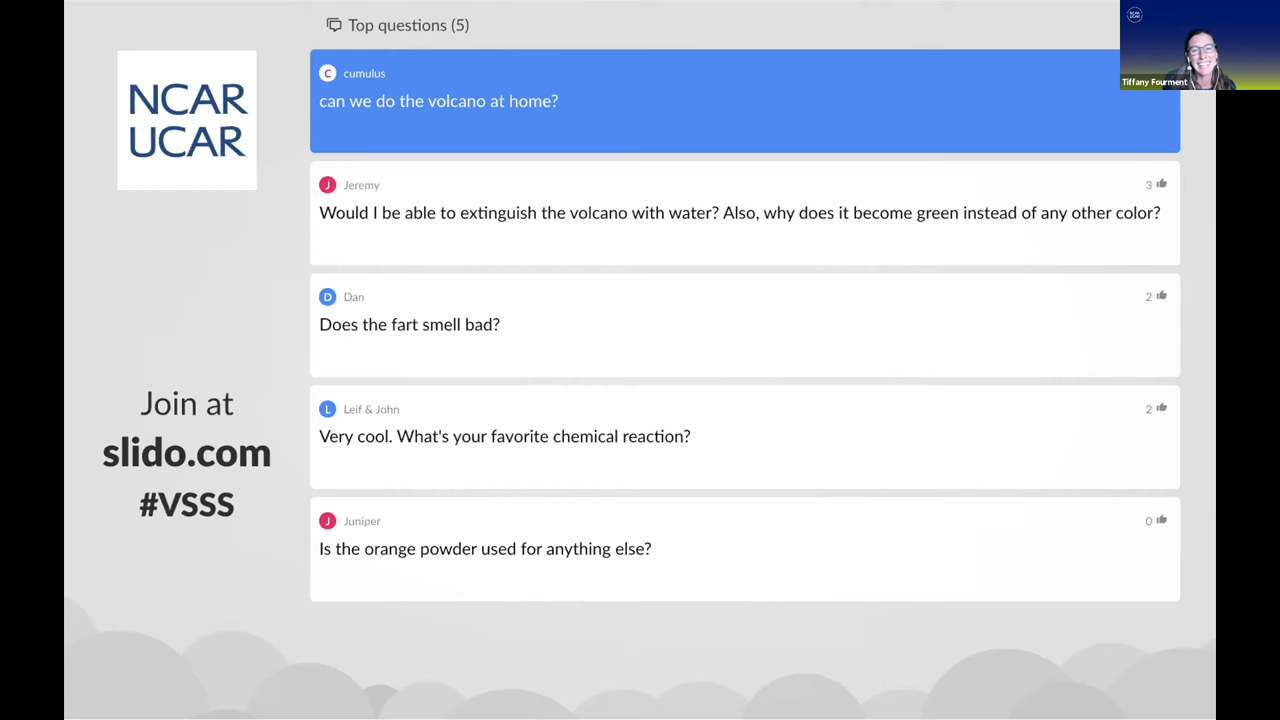 Top questions (5)
NCAR
UCAR
C cumulus
can we do the volcano at home?
J Jeremy 3
Would I be able to extinguish the volcano with water? Also, why does it become green instead of any other color?
D Dan 2
Does the fart smell bad?
L Leif & John 2
Very cool. What's your favorite chemical reaction?
J Juniper 0
Is the orange powder used for anything else?
Join at
slido.com
#VSSS
NCAR
UCAR
Tiffany Fourment